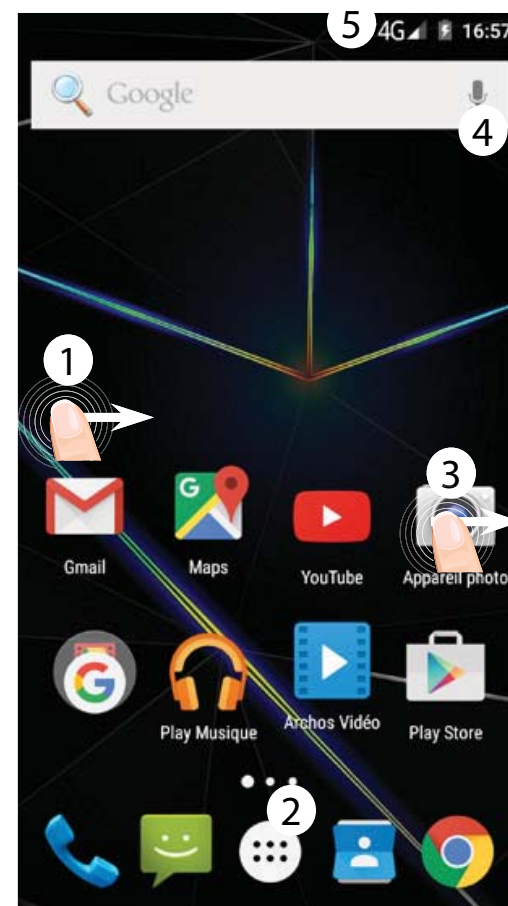 5 4G 16:57
Google
4
1
3
G
Gmail Maps YouTube Appareil photo
G
Play Musique Archos Vidéo Play Store
2